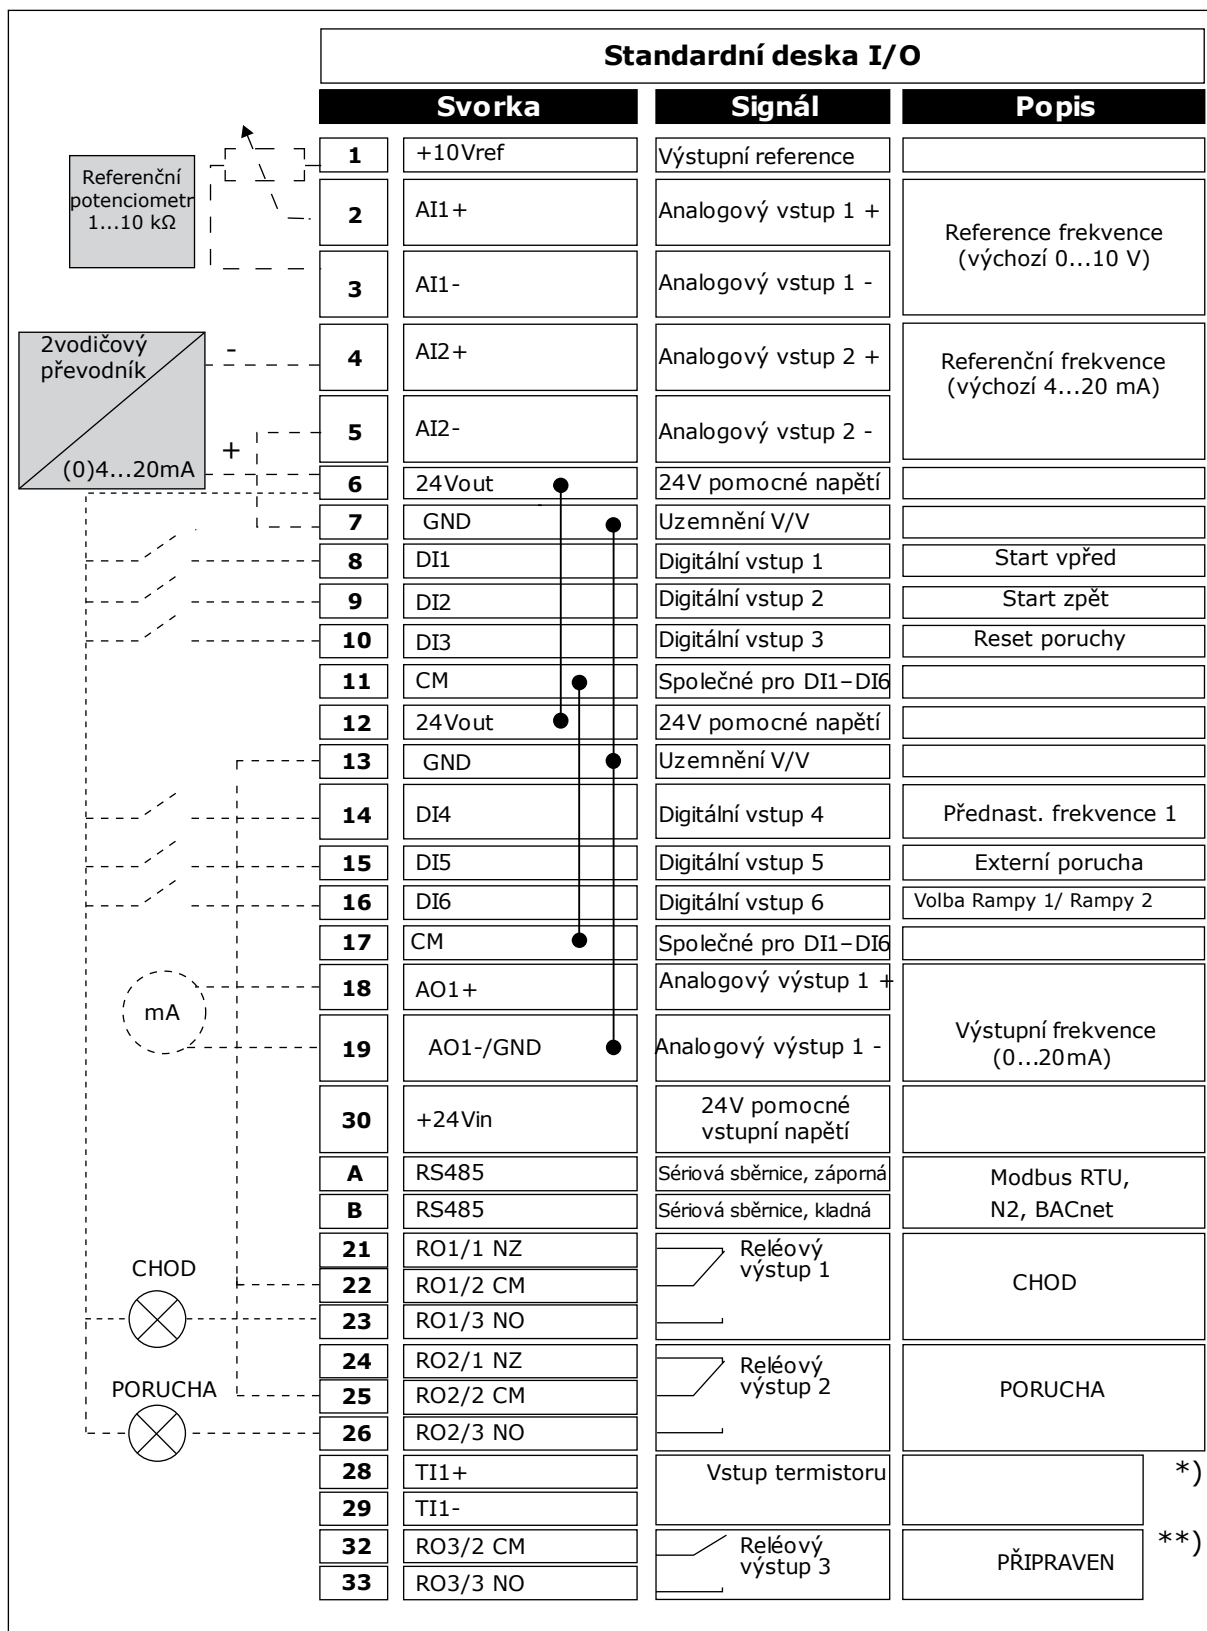 Standardní deska I/O
Svorka Signál Popis
1 +10Vref Výstupní reference
Referenční
potenciometr
1...10 kΩ
2 AI1+ Analogový vstup 1 +
Reference frekvence
(výchozí 0...10 V)
3 AI1- Analogový vstup 1 -
2vodičový
převodník
-
+
(0)4...20mA
4 AI2+ Analogový vstup 2 +
Referenční frekvence
(výchozí 4...20 mA)
5 AI2- Analogový vstup 2 -
6 24Vout 24V pomocné napětí
7 GND Uzemnění V/V
8 DI1 Digitální vstup 1 Start vpřed
9 DI2 Digitální vstup 2 Start zpět
10 DI3 Digitální vstup 3 Reset poruchy
11 CM Společné pro DI1–DI6
12 24Vout 24V pomocné napětí
13 GND Uzemnění V/V
14 DI4 Digitální vstup 4 Přednast. frekvence 1
15 DI5 Digitální vstup 5 Externí porucha
16 DI6 Digitální vstup 6 Volba Rampy 1/ Rampy 2
17 CM Společné pro DI1–DI6
mA
18 AO1+ Analogový výstup 1 +
19 AO1-/GND Analogový výstup 1 -
Výstupní frekvence
(0...20mA)
30 +24Vin
24V pomocné
vstupní napětí
A RS485 Sériová sběrnice, záporná
B RS485 Sériová sběrnice, kladná
Modbus RTU,
N2, BACnet
21 RO1/1 NZ
Reléový
výstup 1
CHOD
22 RO1/2 CM
CHOD
23 RO1/3 NO
24 RO2/1 NZ
Reléový
výstup 2
PORUCHA
25 RO2/2 CM
PORUCHA
26 RO2/3 NO
28 TI1+ Vstup termistoru *)
29 TI1-
32 RO3/2 CM
Reléový
výstup 3
PŘIPRAVEN
**)
33 RO3/3 NO